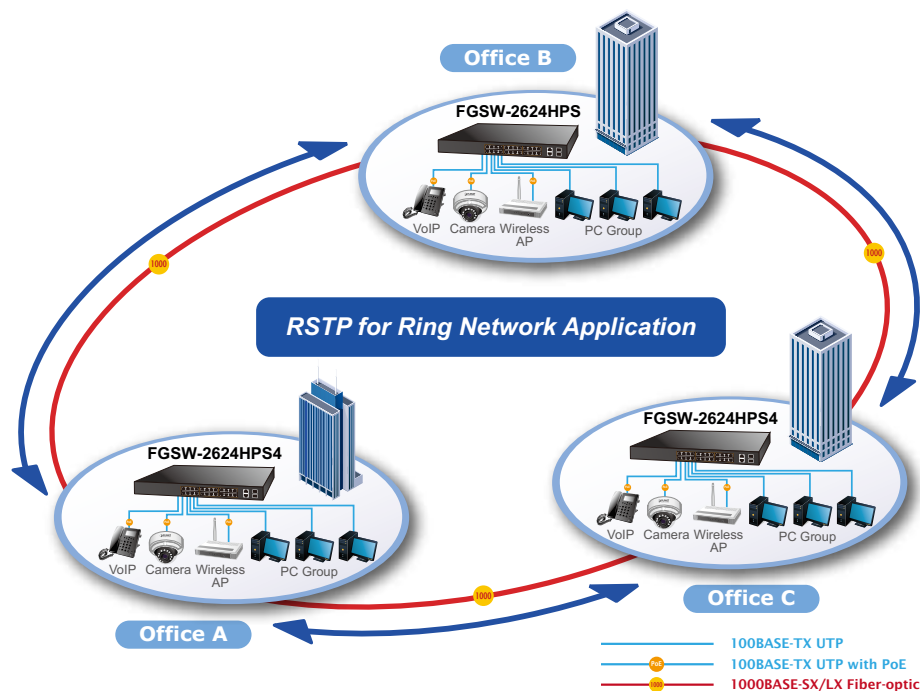 Office B
FGSW-2624HPS
VoIP Camera Wireless AP PC Group
1000
1000
RSTP for Ring Network Application
FGSW-2624HPS4
VoIP Camera Wireless AP PC Group
Office A
FGSW-2624HPS4
VoIP Camera Wireless AP PC Group
Office C
1000
100BASE-TX UTP
PoE 100BASE-TX UTP with PoE
1000 1000BASE-SX/LX Fiber-optic